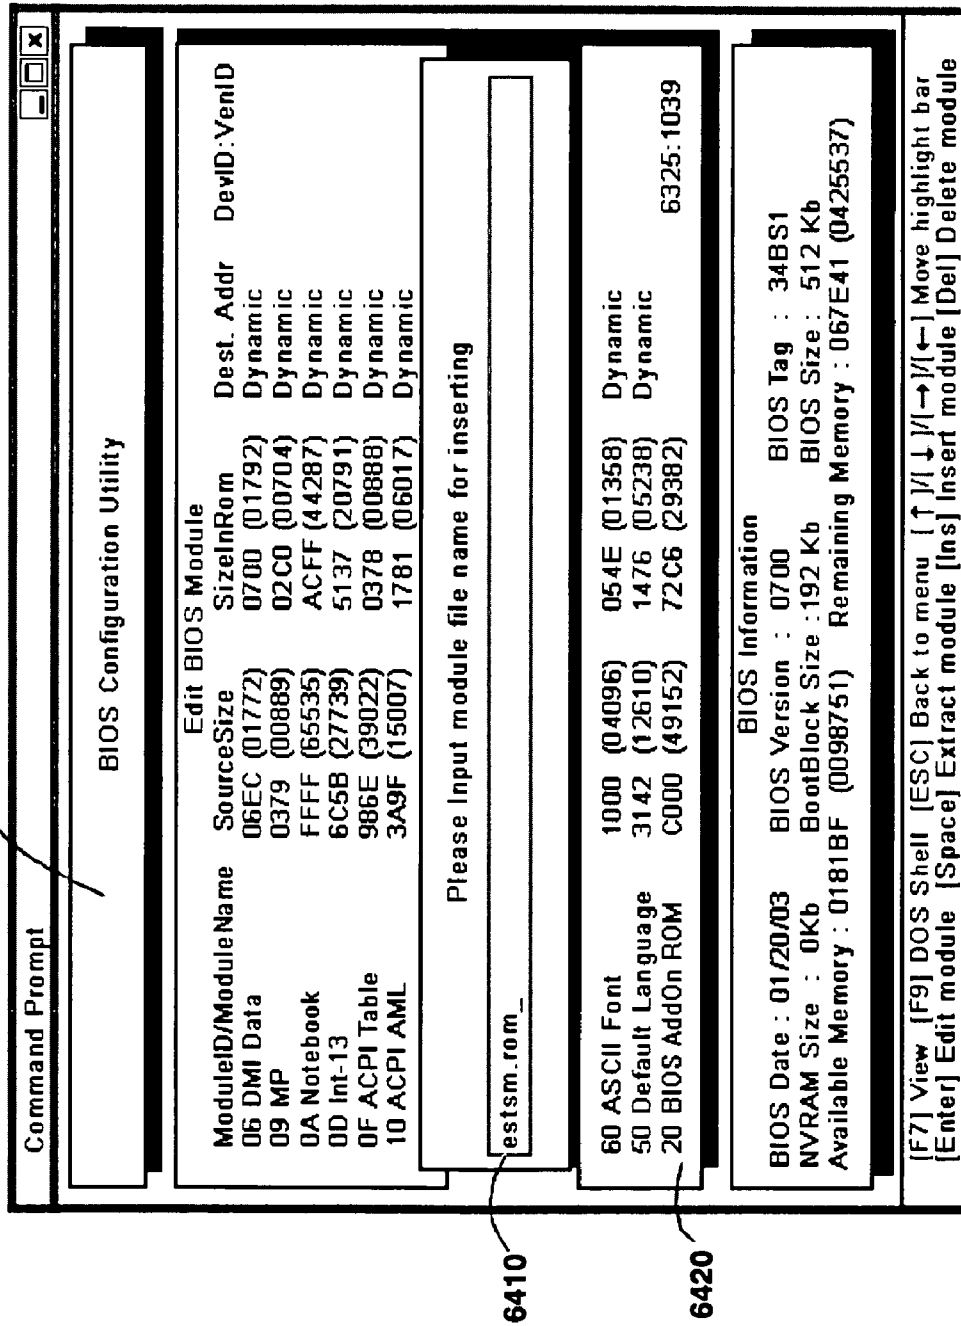 Command Prompt
BIOS Configuration Utility
Edit BIOS Module
ModuleID/ModuleName SourceSize SizeInRom Dest. Addr DevID:VenID
06 DMI Data 06EC (01772) 0700 (01792) Dynamic
09 MP 0379 (00889) 02C0 (00704) Dynamic
0A Notebook FFFF (65535) ACFF (44287) Dynamic
0D Int-13 6C5B (27739) 5137 (20791) Dynamic
0F ACPI Table 986E (39022) 0378 (00888) Dynamic
10 ACPI AML 3A9F (15007) 1781 (06017) Dynamic
Please Input module file name for inserting
estsm.rom_
60 ASCII Font 1000 (04096) 054E (01358) Dynamic
50 Default Language 3142 (12610) 1476 (05238) Dynamic
20 BIOS AddOn ROM C000 (49152) 72C6 (29382) 6325:1039
BIOS Information
BIOS Date : 01/20/03 BIOS Version : 0700 BIOS Tag : 34BS1
NVRAM Size : 0Kb BootBlock Size :192 Kb BIOS Size : 512 Kb
Available Memory : 0181BF (0098751) Remaining Memory : 067E41 (0425537)
[F7] View [F9] DOS Shell [ESC] Back to menu [↑]/[↓]/[→]/[←] Move highlight bar
[Enter] Edit module [Space] Extract module [Ins] Insert module [Del] Delete module
6410
6420